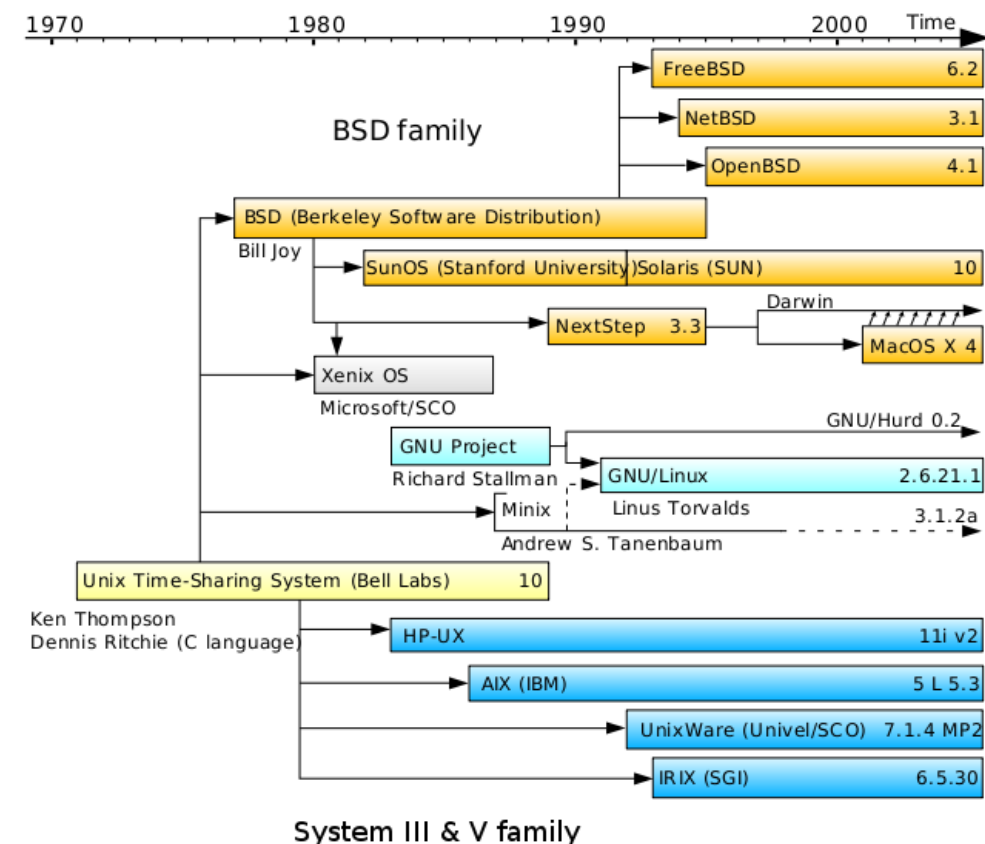 1970 1980 1990 2000 Time
FreeBSD 6.2
NetBSD 3.1
BSD family
OpenBSD 4.1
BSD (Berkeley Software Distribution)
Bill Joy
SunOS (Stanford University) Solaris (SUN) 10
Darwin
NextStep 3.3
MacOS X 4
Xenix OS
Microsoft/SCO
GNU/Hurd 0.2
GNU Project
Richard Stallman
GNU/Linux 2.6.21.1
Linus Torvalds
Minix
3.1.2a
Andrew S. Tanenbaum
Unix Time-Sharing System (Bell Labs) 10
Ken Thompson
Dennis Ritchie (C language)
HP-UX 11i v2
AIX (IBM) 5 L 5.3
UnixWare (Univel/SCO) 7.1.4 MP2
IRIX (SGI) 6.5.30
System III & V family